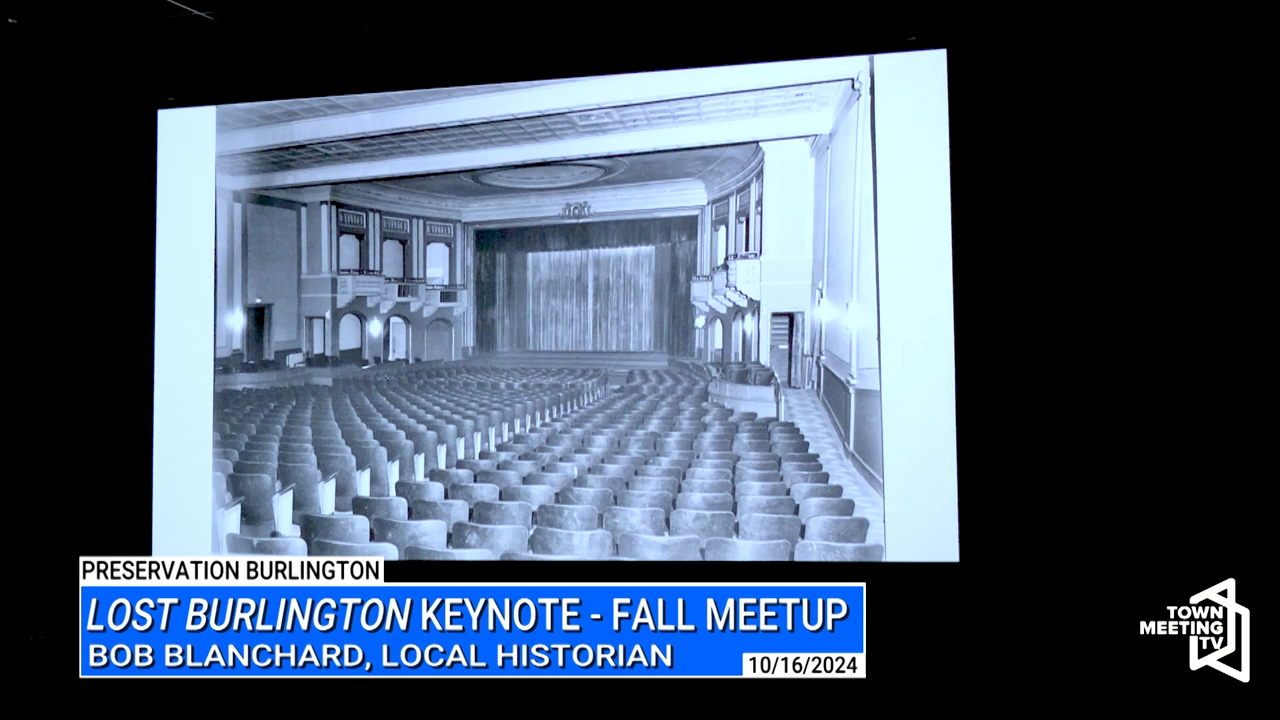 PRESERVATION BURLINGTON
LOST BURLINGTON KEYNOTE - FALL MEETUP
BOB BLANCHARD, LOCAL HISTORIAN
10/16/2024
TOWN
MEETING
TV